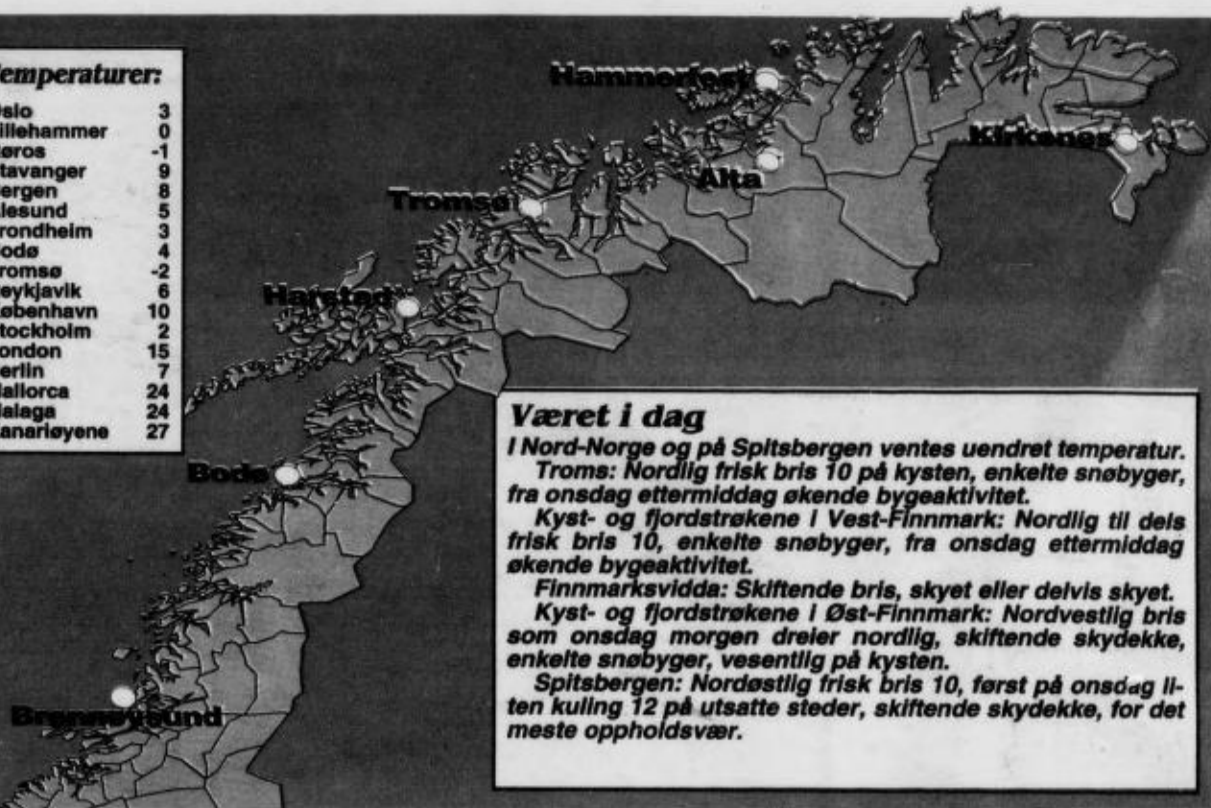 emperaturer:
slo 3
illehammer 0
øros -1
tavanger 9
ergen 8
lesund 5
rondheim 3
odø 4
romsø -2
eykjavik 6
øbenhavn 10
tockholm 2
ondon 15
erlin 7
allorca 24
alaga 24
anariøyene 27
Hammerfest
Kirkenes
Alta
Tromsø
Harstad
Bodø
Brønnøysund
Været i dag
I Nord-Norge og på Spitsbergen ventes uendret temperatur.
Troms: Nordlig frisk bris 10 på kysten, enkelte snøbyger,
fra onsdag ettermiddag økende bygeaktivitet.
Kyst- og fjordstrøkene i Vest-Finnmark: Nordlig til dels
frisk bris 10, enkelte snøbyger, fra onsdag ettermiddag
økende bygeaktivitet.
Finnmarksvidda: Skiftende bris, skyet eller delvis skyet.
Kyst- og fjordstrøkene i Øst-Finnmark: Nordvestlig bris
som onsdag morgen dreier nordlig, skiftende skydekke,
enkelte snøbyger, vesentlig på kysten.
Spitsbergen: Nordøstlig frisk bris 10, først på onsdag li-
ten kuling 12 på utsatte steder, skiftende skydekke, for det
meste oppholdsvær.